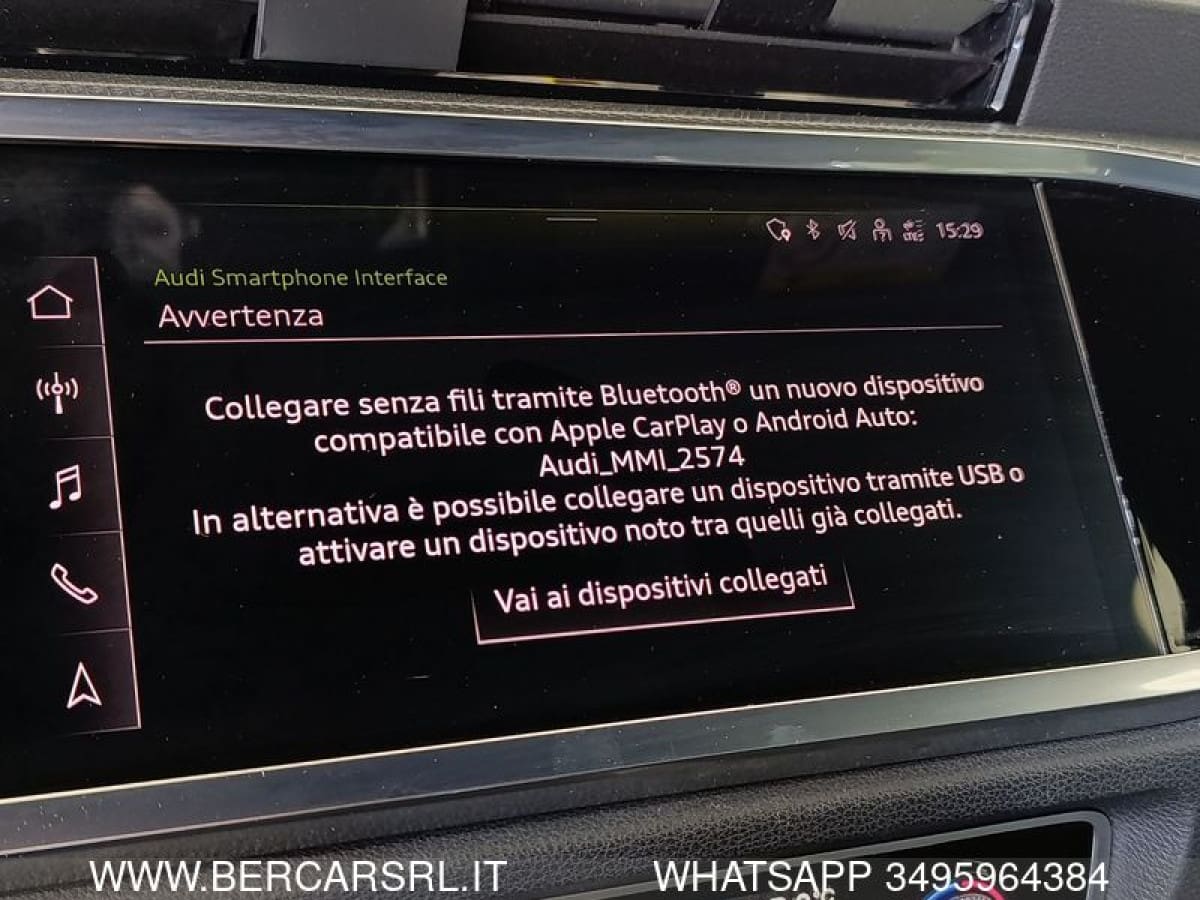 15:29
Audi Smartphone Interface
Avvertenza
Collegare senza fili tramite Bluetooth® un nuovo dispositivo
compatibile con Apple CarPlay o Android Auto:
Audi_MMI_2574
In alternativa è possibile collegare un dispositivo tramite USB o
attivare un dispositivo noto tra quelli già collegati.
Vai ai dispositivi collegati
WWW.BERCARSRL.IT
WHATSAPP 3495964384